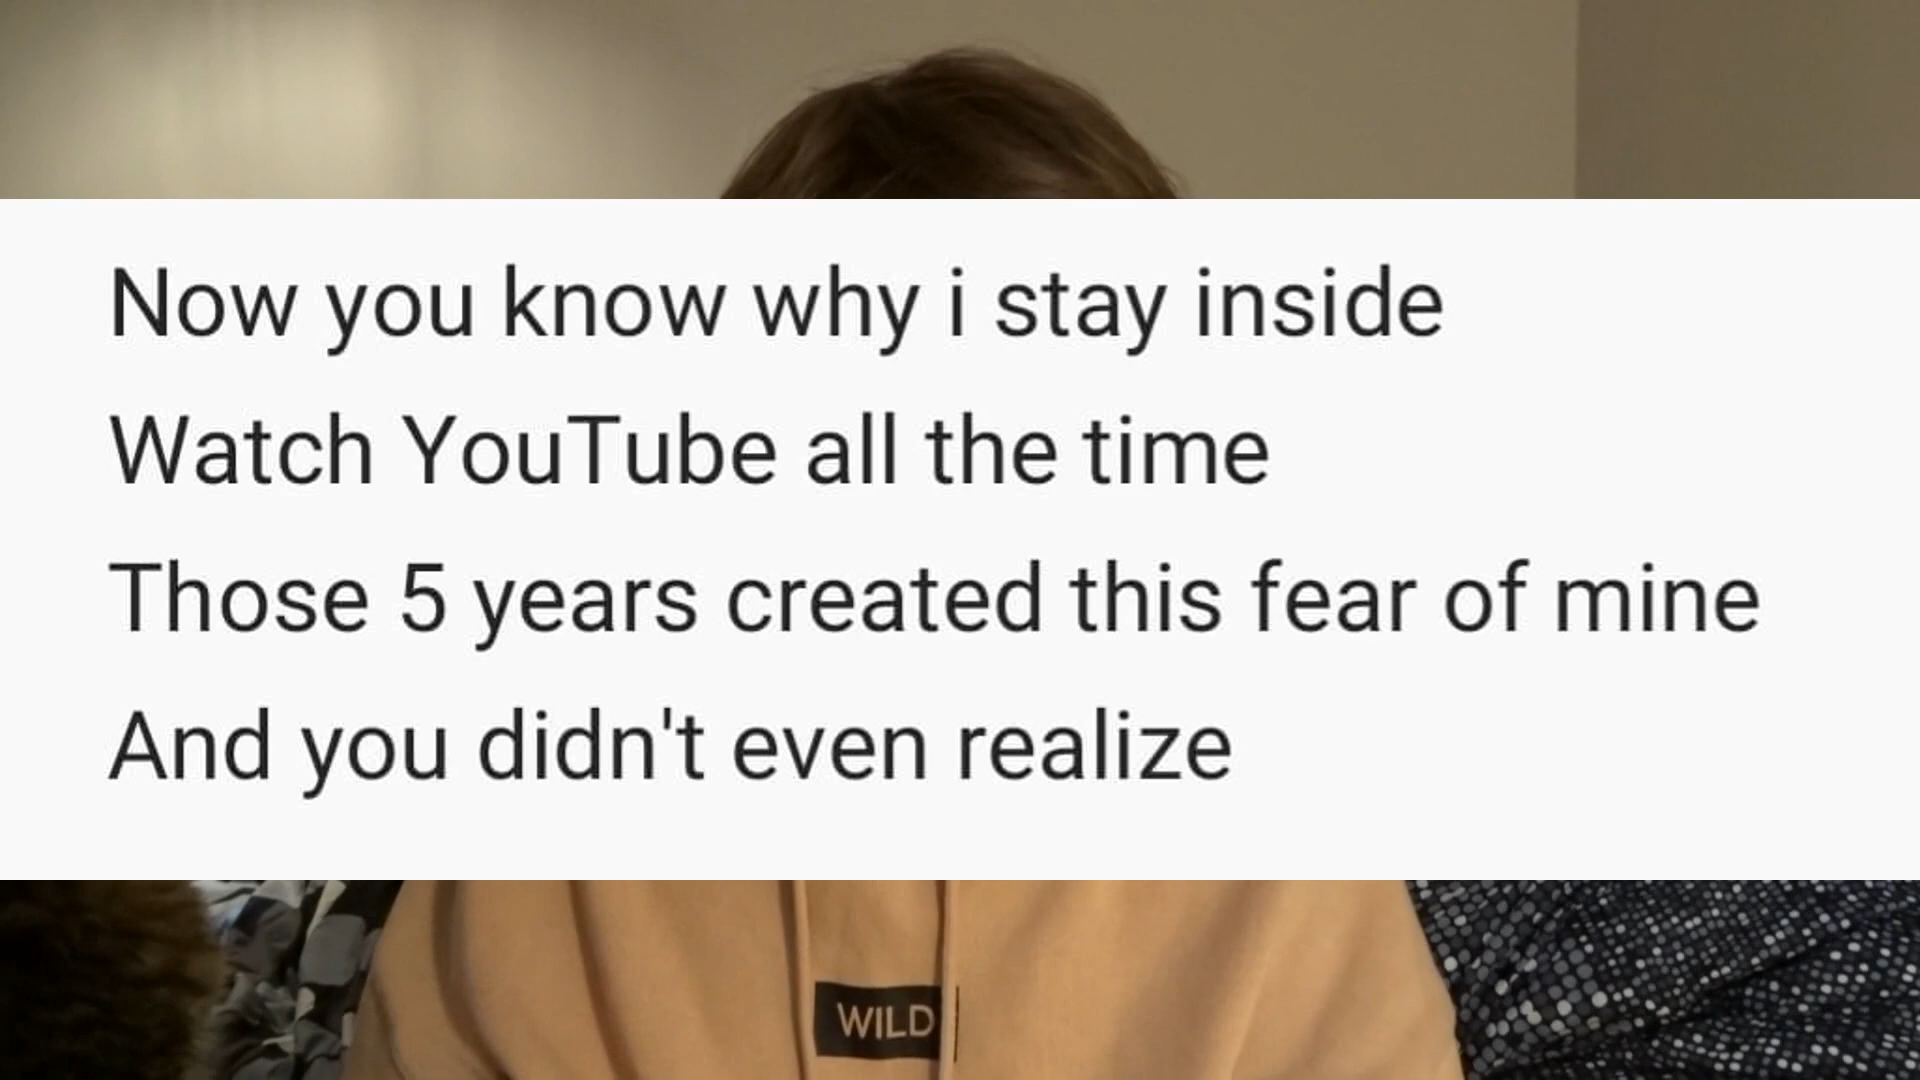 Now you know why i stay inside
Watch YouTube all the time
Those 5 years created this fear of mine
And you didn't even realize
WILD